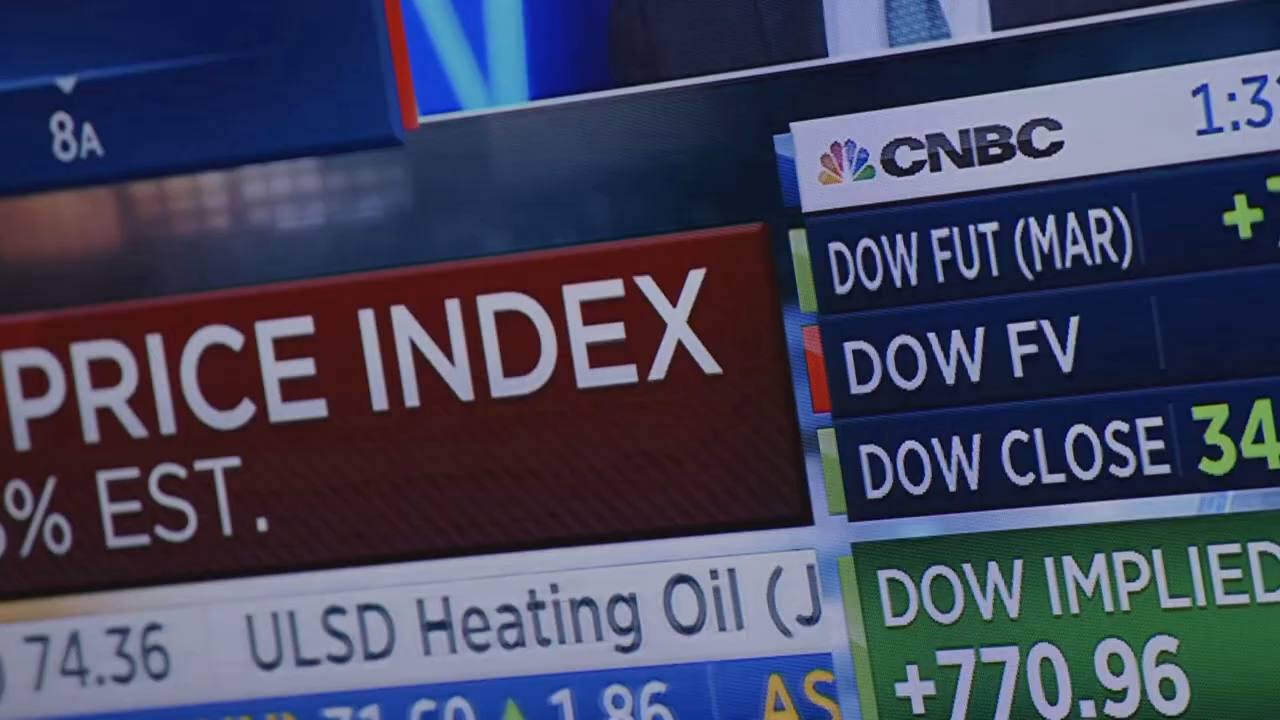 8A
CNBC 1:3
DOW FUT (MAR) +
DOW FV
DOW CLOSE 34
PRICE INDEX
% EST.
DOW IMPLIED
+770.96
74.36 ULSD Heating Oil (J
1.86 AS